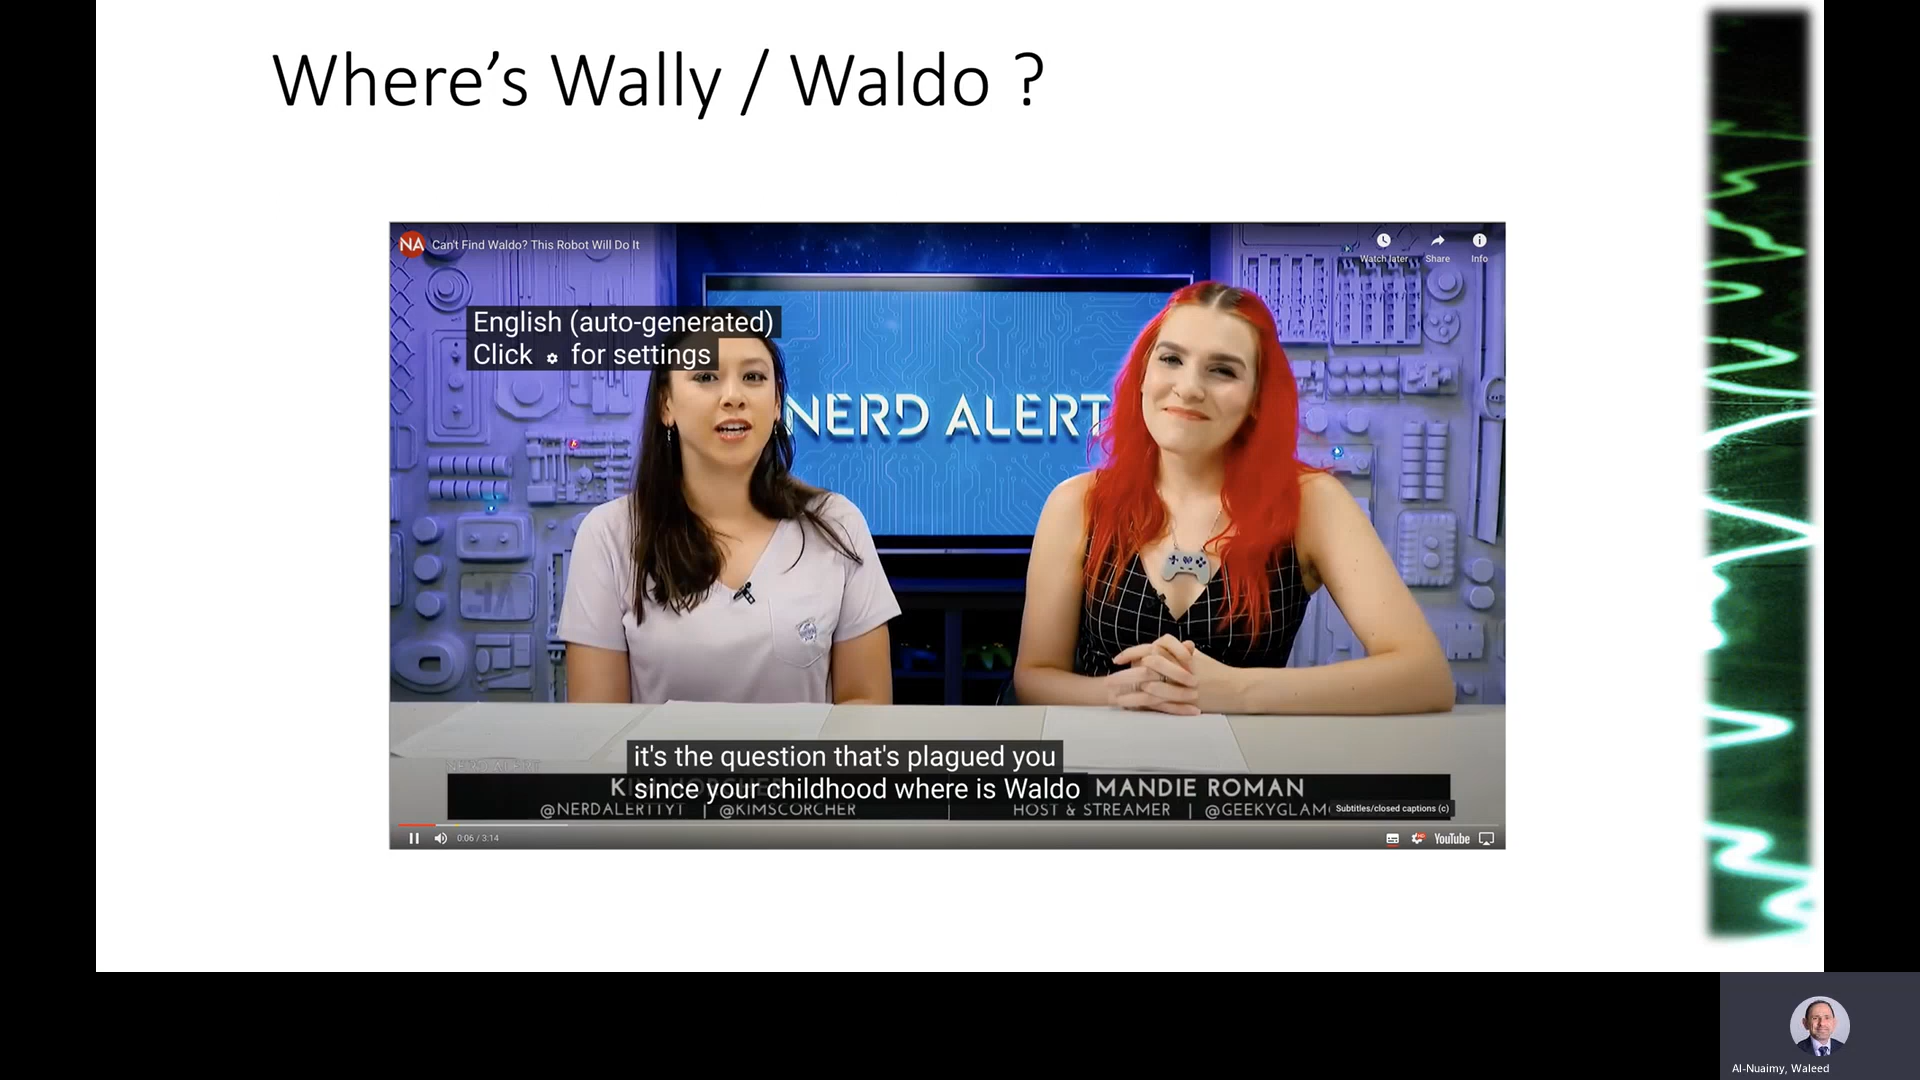 Where's Wally / Waldo ?
NA Can't Find Waldo? This Robot Will Do It
Watch later
Share
Info
English (auto-generated)
Click for settings
NERD ALERT
it's the question that's plagued you
since your childhood where is Waldo
MANDIE ROMAN
@NERDALERTTYT | @KIMSCORCHER
HOST & STREAMER | @GEEKYGLAM
Subtitles/closed captions (c)
0:06 / 3:14
HD
YouTube
Al-Nuaimy, Waleed